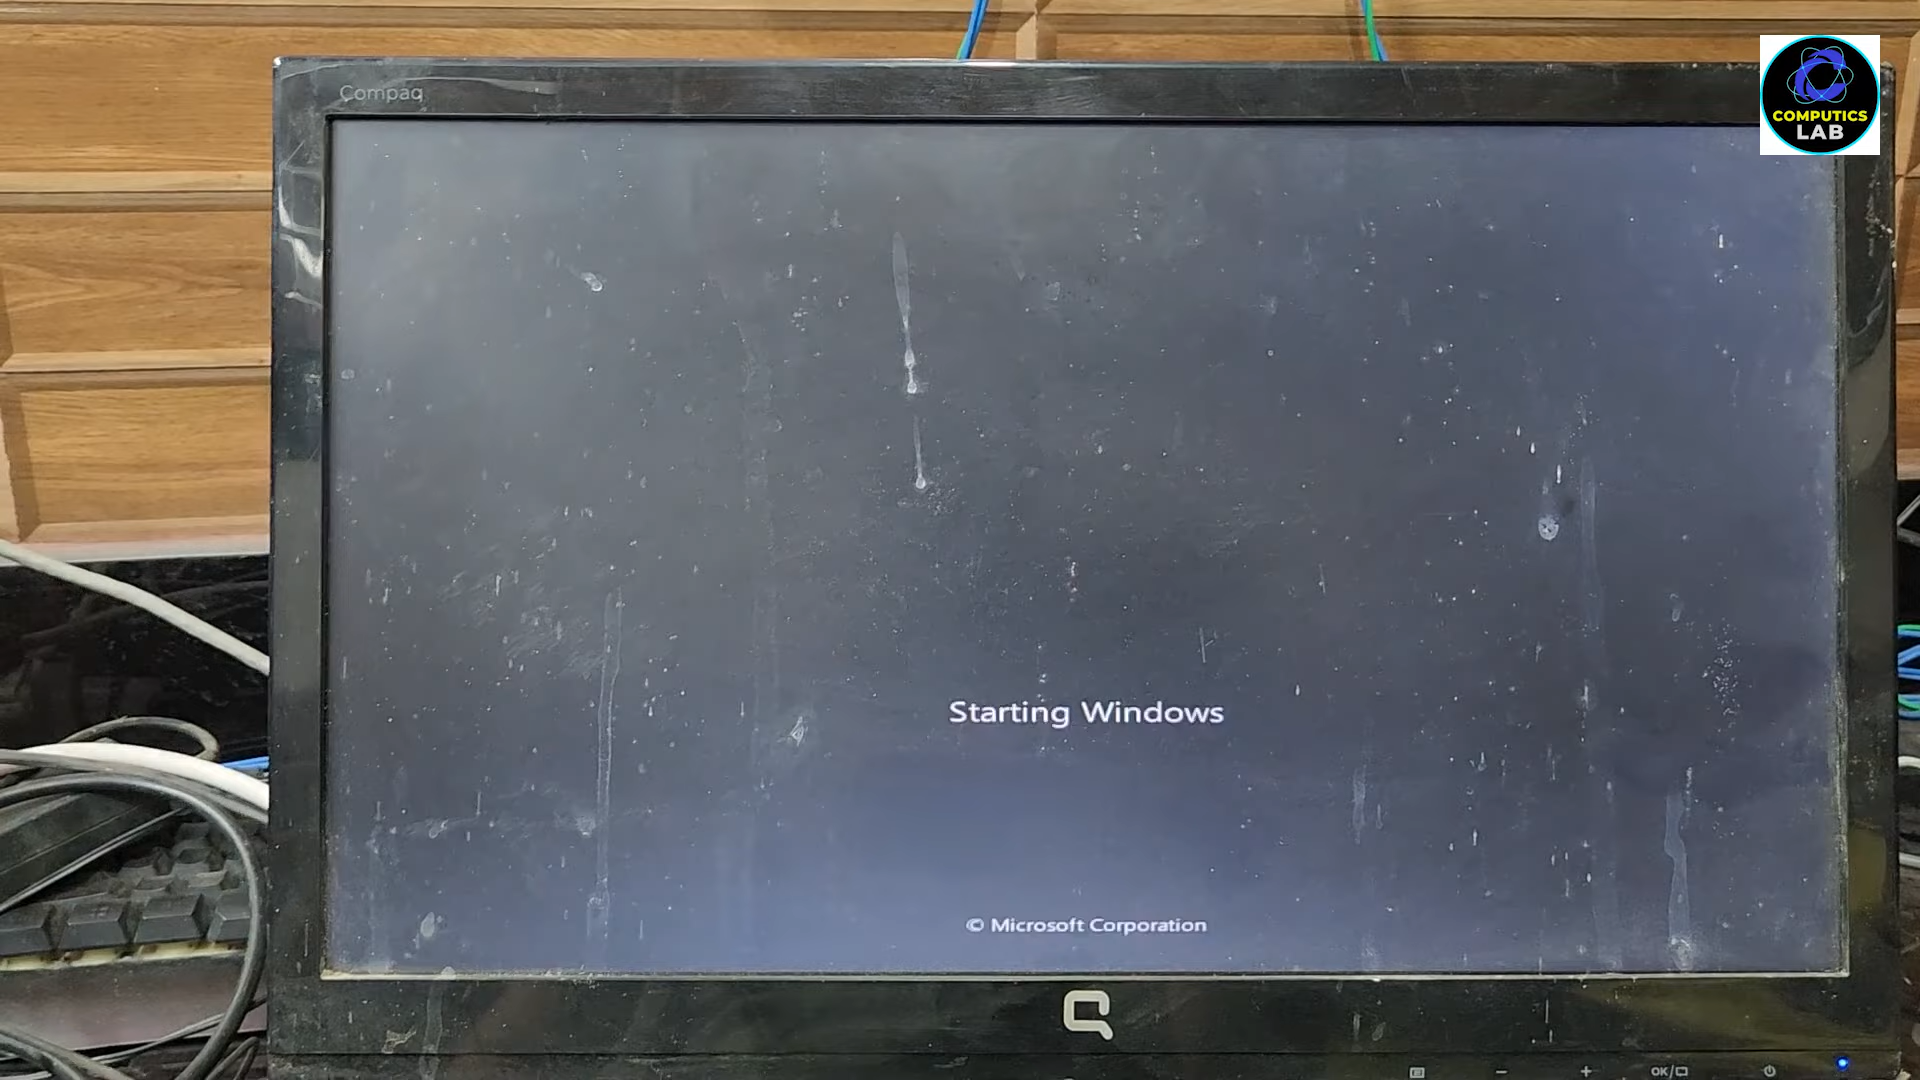 Compaq
COMPUTICS
LAB
Starting Windows
© Microsoft Corporation
OK/